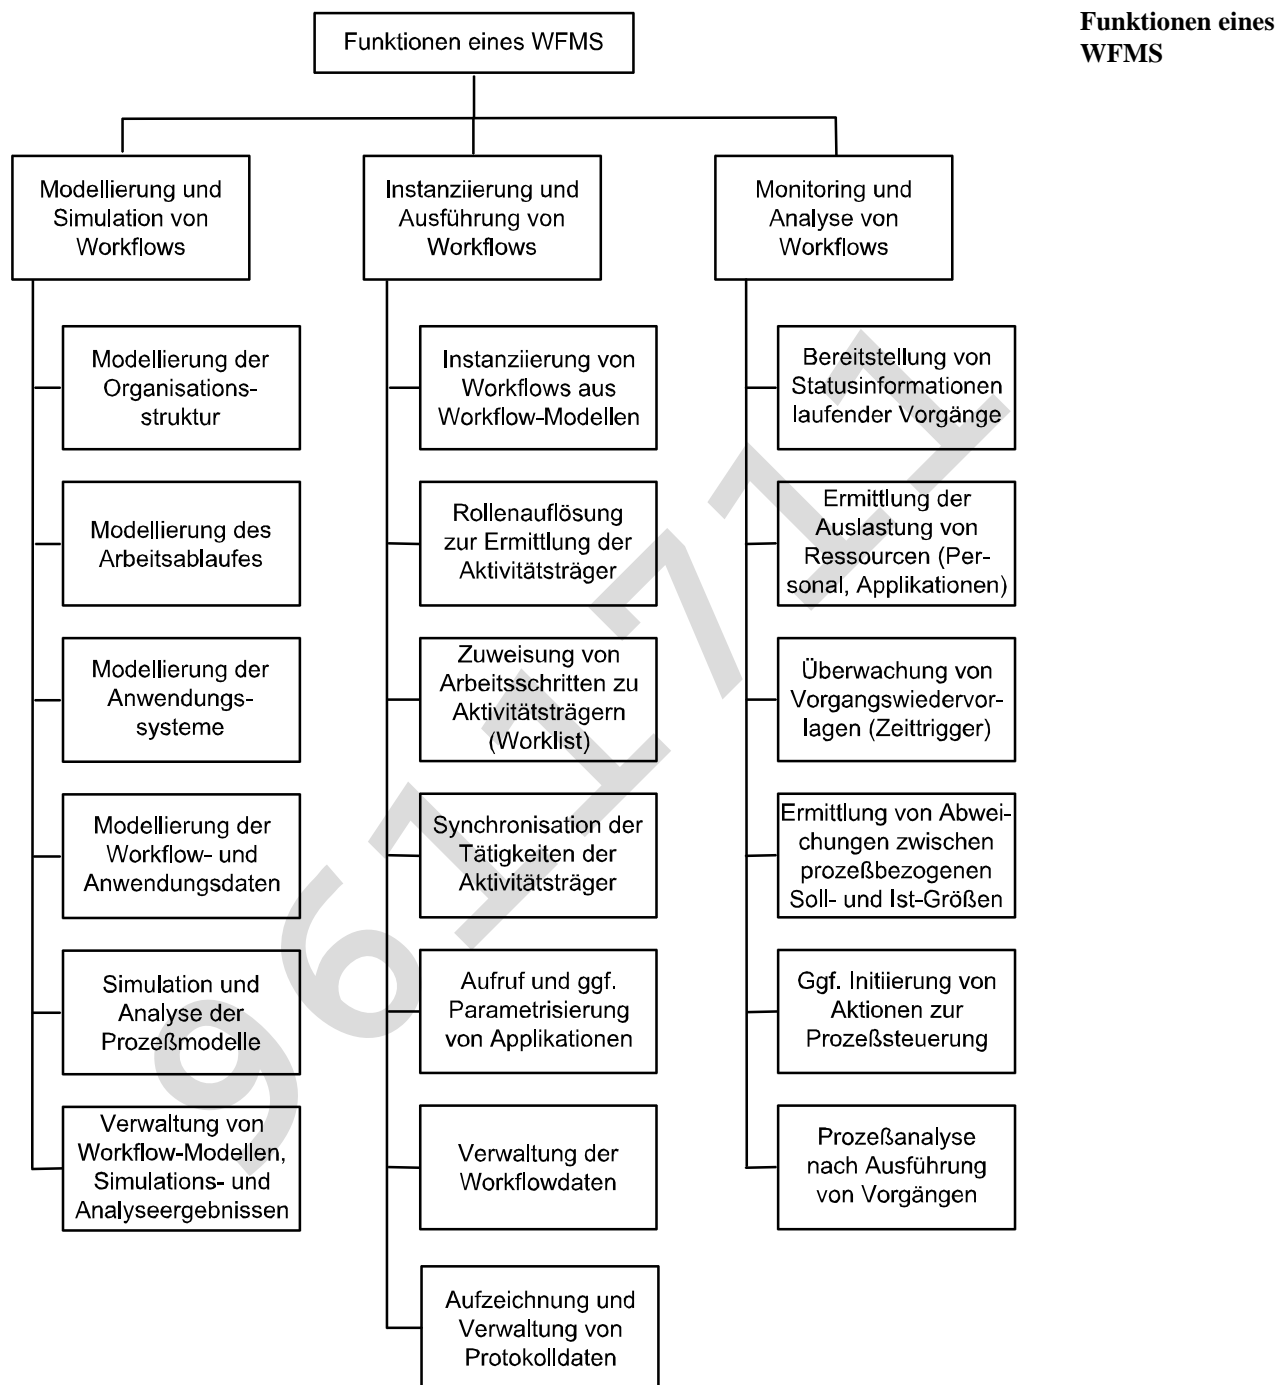 Funktionen eines
WFMS
Funktionen eines WFMS
Modellierung und
Simulation von
Workflows
Modellierung der
Organisations-
struktur
Modellierung des
Arbeitsablaufes
Modellierung der
Anwendungs-
systeme
Modellierung der
Workflow- und
Anwendungsdaten
Simulation und
Analyse der
Prozeßmodelle
Verwaltung von
Workflow-Modellen,
Simulations- und
Analyseergebnissen
Instanziierung und
Ausführung von
Workflows
Instanziierung von
Workflows aus
Workflow-Modellen
Rollenauflösung
zur Ermittlung der
Aktivitätsträger
Zuweisung von
Arbeitsschritten zu
Aktivitätsträgern
(Worklist)
Synchronisation der
Tätigkeiten der
Aktivitätsträger
Aufruf und ggf.
Parametrisierung
von Applikationen
Verwaltung der
Workflowdaten
Aufzeichnung und
Verwaltung von
Protokolldaten
Monitoring und
Analyse von
Workflows
Bereitstellung von
Statusinformationen
laufender Vorgänge
Ermittlung der
Auslastung von
Ressourcen (Per-
sonal, Applikationen)
Überwachung von
Vorgangswiedervor-
lagen (Zeittrigger)
Ermittlung von Abwei-
chungen zwischen
prozeßbezogenen
Soll- und Ist-Größen
Ggf. Initiierung von
Aktionen zur
Prozeßsteuerung
Prozeßanalyse
nach Ausführung
von Vorgängen
9611711